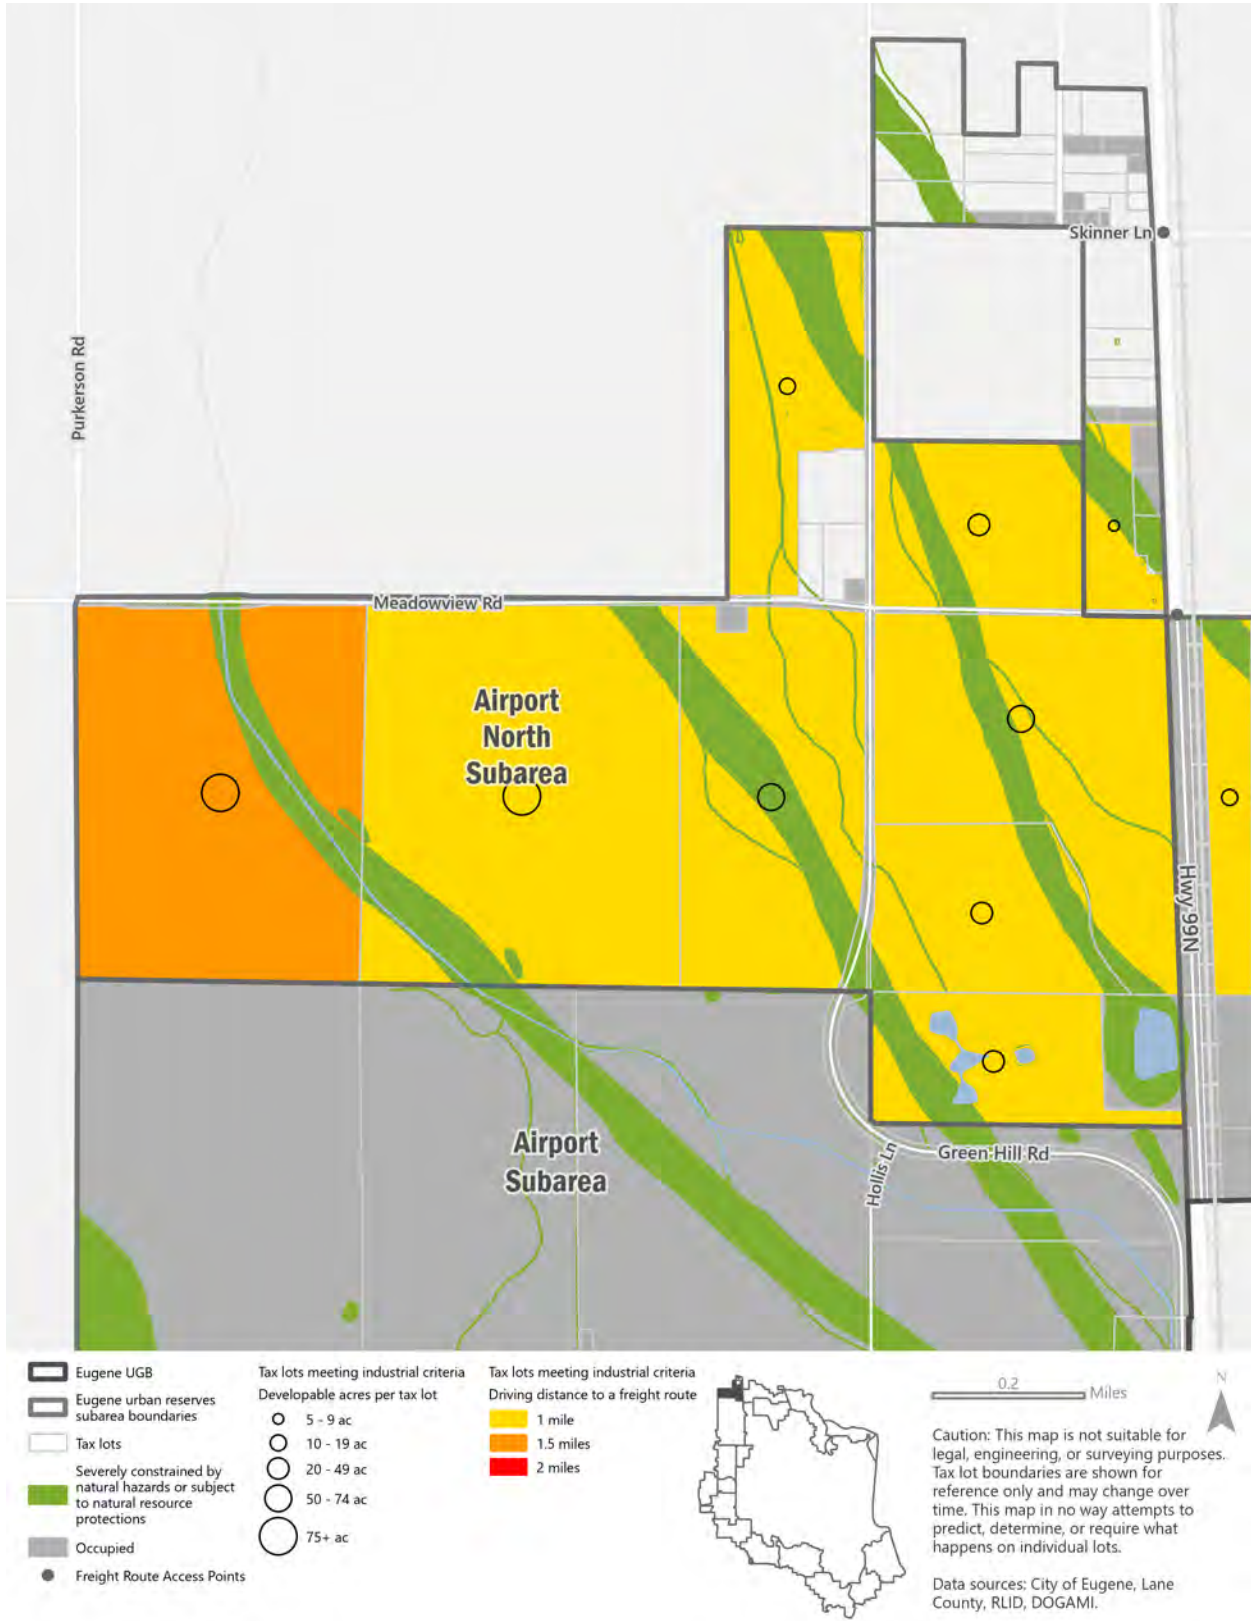 Skinner Ln
Purkerson Rd
Meadowview Rd
Airport
North
Subarea
Hwy 99N
Airport
Subarea
Hollis Ln
Green Hill Rd
Eugene UGB
Eugene urban reserves
subarea boundaries
Tax lots
Severely constrained by
natural hazards or subject
to natural resource
protections
Occupied
Freight Route Access Points
Tax lots meeting industrial criteria
Developable acres per tax lot
5 - 9 ac
10 - 19 ac
20 - 49 ac
50 - 74 ac
75+ ac
Tax lots meeting industrial criteria
Driving distance to a freight route
1 mile
1.5 miles
2 miles
0.2
Miles
N
Caution: This map is not suitable for
legal, engineering, or surveying purposes.
Tax lot boundaries are shown for
reference only and may change over
time. This map in no way attempts to
predict, determine, or require what
happens on individual lots.
Data sources: City of Eugene, Lane
County, RLID, DOGAMI.